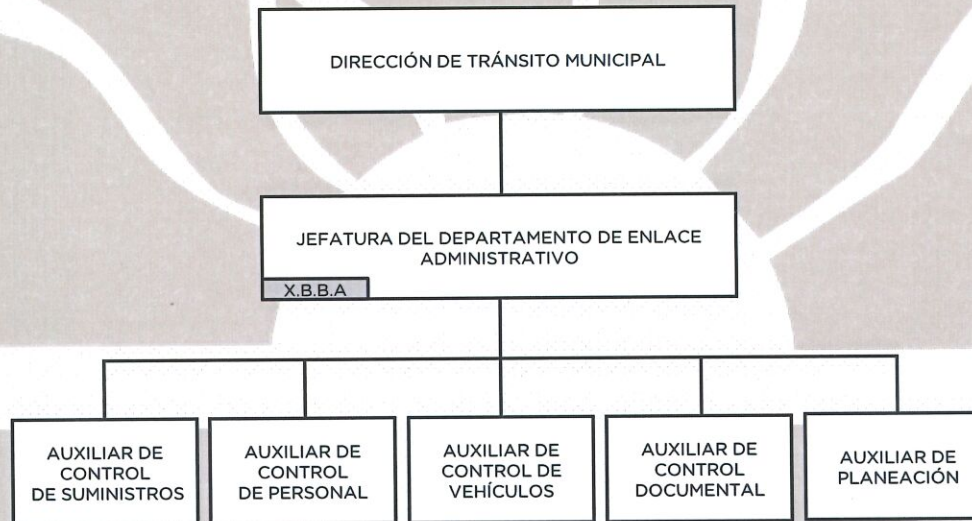 DIRECCIÓN DE TRÁNSITO MUNICIPAL
JEFATURA DEL DEPARTAMENTO DE ENLACE
ADMINISTRATIVO
X.B.B.A
AUXILIAR DE
CONTROL
DE SUMINISTROS
AUXILIAR DE
CONTROL
DE PERSONAL
AUXILIAR DE
CONTROL DE
VEHÍCULOS
AUXILIAR DE
CONTROL
DOCUMENTAL
AUXILIAR DE
PLANEACIÓN